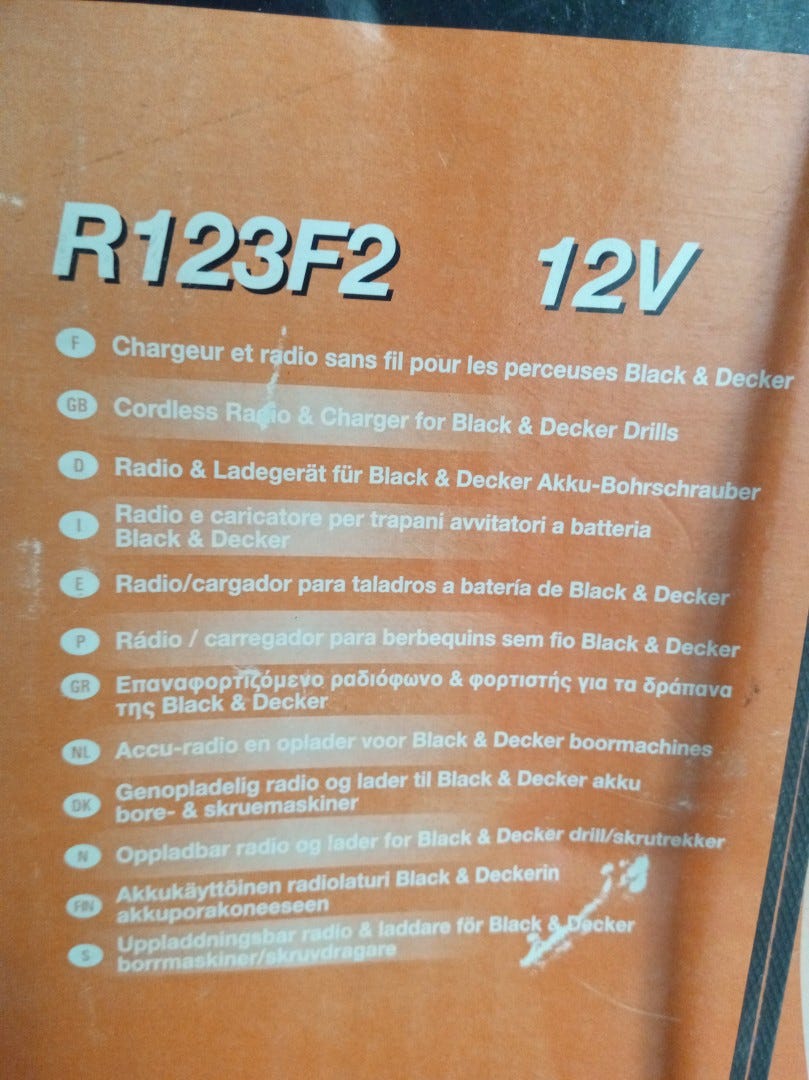 R123F2 12V
F Chargeur et radio sans fil pour les perceuses Black & Decker
GB Cordless Radio & Charger for Black & Decker Drills
D Radio & Ladegerät für Black & Decker Akku-Bohrschrauber
I Radio e caricatore per trapani avvitatori a batteria
Black & Decker
E Radio/cargador para taladros a batería de Black & Decker
P Rádio / carregador para berbequins sem fio Black & Decker
GR Επαναφορτιζόμενο ραδιόφωνο & φορτιστής για τα δράπανα
της Black & Decker
NL Accu-radio en oplader voor Black & Decker boormachines
DK Genopladelig radio og lader til Black & Decker akku
bore- & skruemaskiner
N Oppladbar radio og lader for Black & Decker drill/skrutrekker
FIN Akkukäyttöinen radiolaturi Black & Deckerin
akkuporakoneeseen
S Uppladdningsbar radio & laddare för Black & Decker
borrmaskiner/skruvdragare